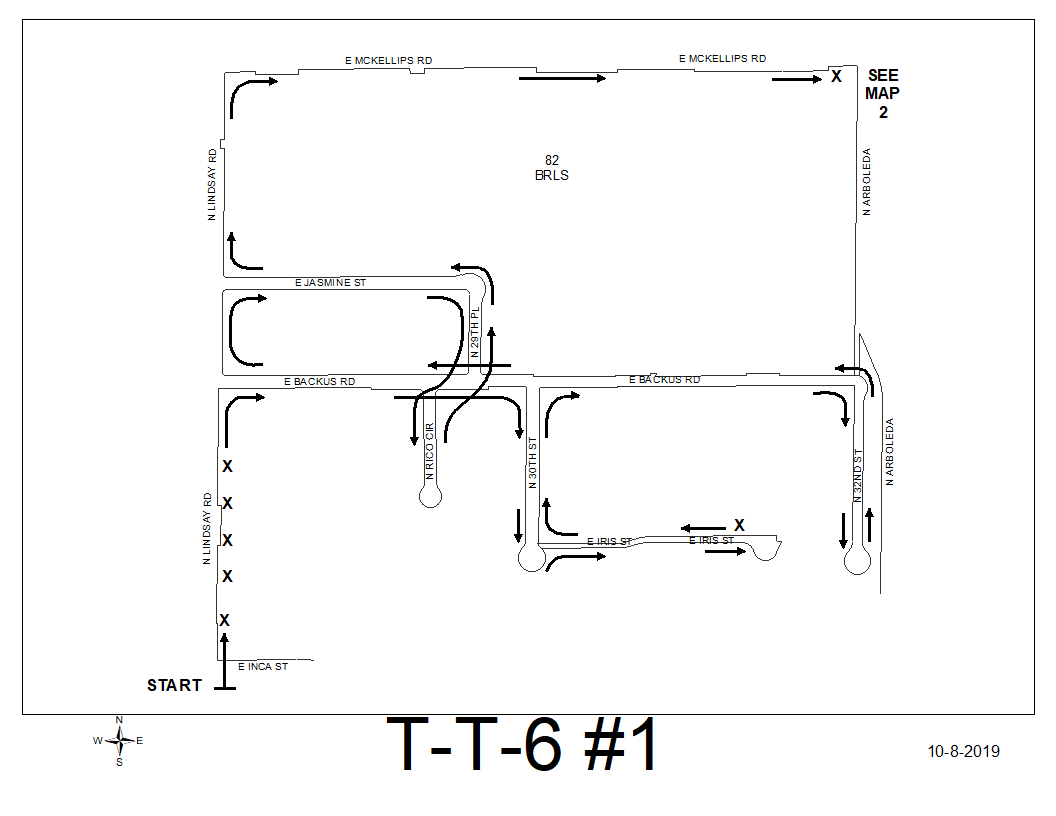 E MCKELLIPS RD
E MCKELLIPS RD
X
SEE
MAP
2
82
BRLS
N LINDSAY RD
N ARBOLEDA
E JASMINE ST
N 29TH PL
E BACKUS RD
E BACKUS RD
N RICO CIR
N 30TH ST
N 32ND ST
N ARBOLEDA
X
X
N LINDSAY RD
X
X
X
X
E IRIS ST
E IRIS ST
E INCA ST
START
N
W E
S
T-T-6 #1
10-8-2019